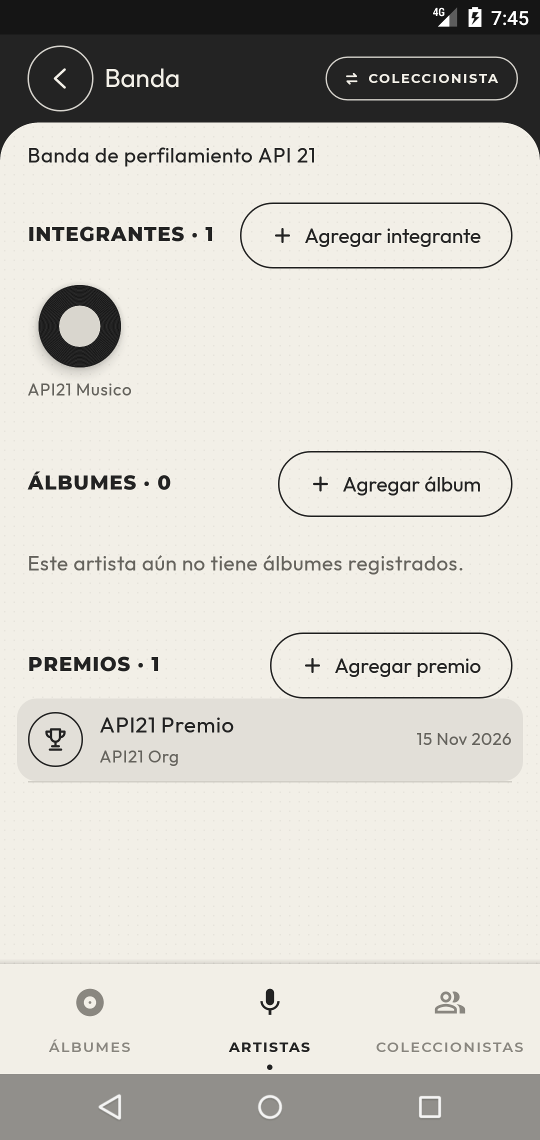 4G 7:45
Banda
COLECCIONISTA
Banda de perfilamiento API 21
INTEGRANTES • 1
+ Agregar integrante
API21 Musico
ÁLBUMES • 0
+ Agregar álbum
Este artista aún no tiene álbumes registrados.
PREMIOS • 1
+ Agregar premio
API21 Premio
15 Nov 2026
API21 Org
ÁLBUMES
ARTISTAS
COLECCIONISTAS